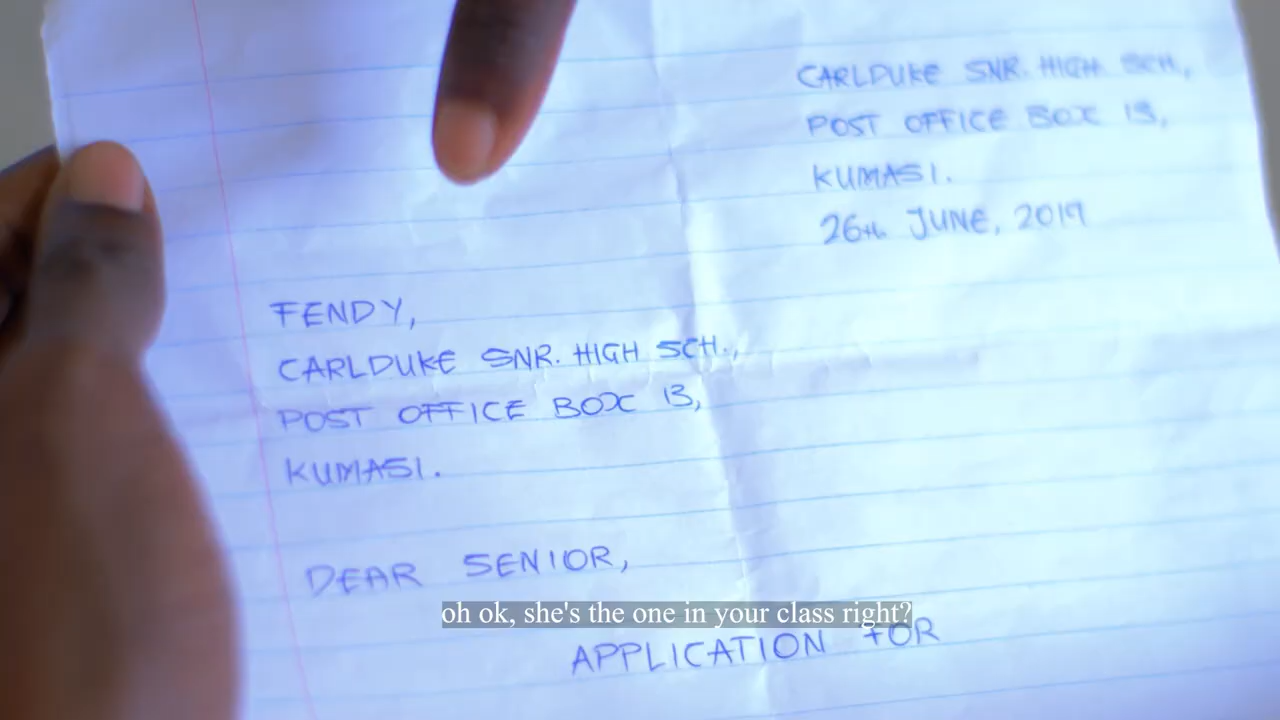 CARLDUKE SNR. HIGH SCH.,
POST OFFICE BOX 13,
KUMASI.
26th JUNE, 2019
FENDY,
CARLDUKE SNR. HIGH SCH.,
POST OFFICE BOX 13,
KUMASI.
DEAR SENIOR,
oh ok, she's the one in your class right?
APPLICATION FOR